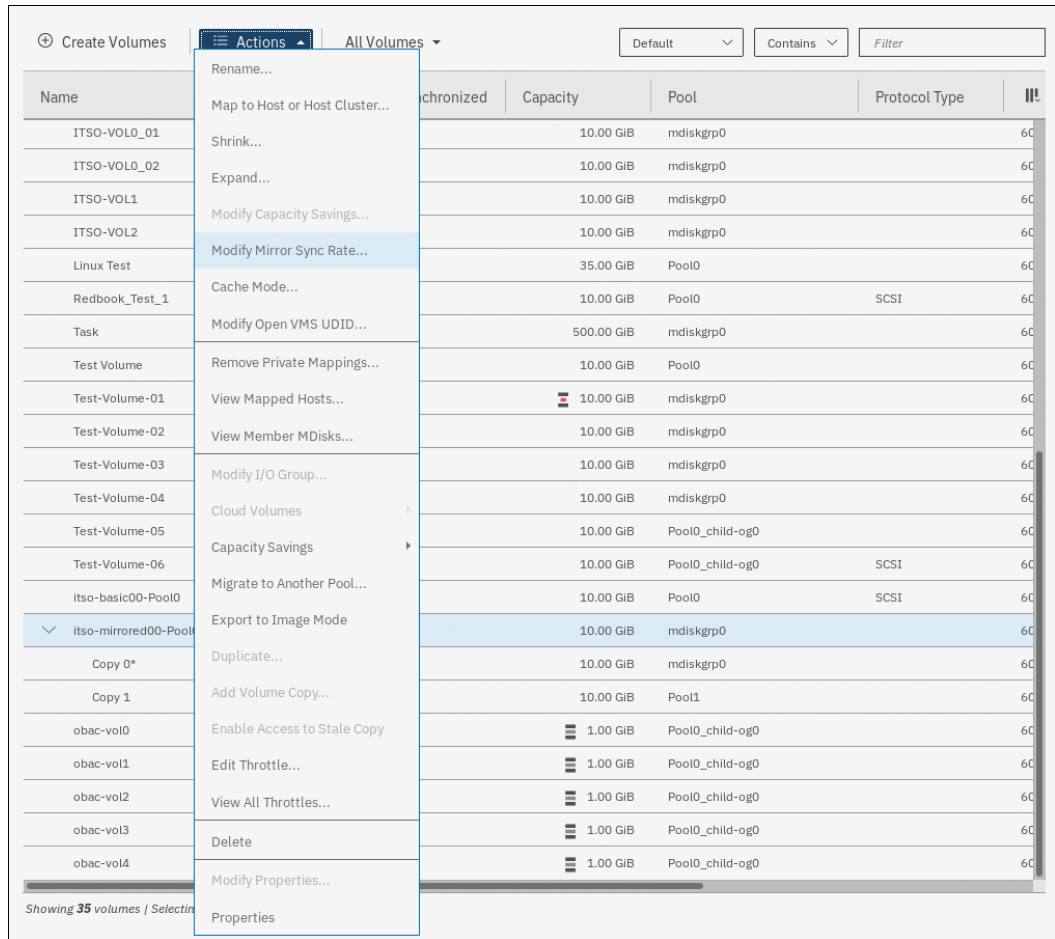 Create Volumes Actions All Volumes Default Contains Filter
Name chronized Capacity Pool Protocol Type
Rename...
Map to Host or Host Cluster...
Shrink...
Expand...
Modify Capacity Savings...
Modify Mirror Sync Rate...
Cache Mode...
Modify Open VMS UDID...
Remove Private Mappings...
View Mapped Hosts...
View Member MDisks...
Modify I/O Group...
Cloud Volumes
Capacity Savings
Migrate to Another Pool...
Export to Image Mode
Duplicate...
Add Volume Copy...
Enable Access to Stale Copy
Edit Throttle...
View All Throttles...
Delete
Modify Properties...
Properties
ITSO-VOL0_01 10.00 GiB mdiskgrp0 60
ITSO-VOL0_02 10.00 GiB mdiskgrp0 60
ITSO-VOL1 10.00 GiB mdiskgrp0 60
ITSO-VOL2 10.00 GiB mdiskgrp0 60
Linux Test 35.00 GiB Pool0 60
Redbook_Test_1 10.00 GiB Pool0 SCSI 60
Task 500.00 GiB mdiskgrp0 60
Test Volume 10.00 GiB Pool0 60
Test-Volume-01 10.00 GiB mdiskgrp0 60
Test-Volume-02 10.00 GiB mdiskgrp0 60
Test-Volume-03 10.00 GiB mdiskgrp0 60
Test-Volume-04 10.00 GiB mdiskgrp0 60
Test-Volume-05 10.00 GiB Pool0_child-og0 60
Test-Volume-06 10.00 GiB Pool0_child-og0 SCSI 60
itso-basic00-Pool0 10.00 GiB Pool0 SCSI 60
itso-mirrored00-Pool 10.00 GiB mdiskgrp0 60
Copy 0* 10.00 GiB mdiskgrp0 60
Copy 1 10.00 GiB Pool1 60
obac-vol0 1.00 GiB Pool0_child-og0 60
obac-vol1 1.00 GiB Pool0_child-og0 60
obac-vol2 1.00 GiB Pool0_child-og0 60
obac-vol3 1.00 GiB Pool0_child-og0 60
obac-vol4 1.00 GiB Pool0_child-og0 60
Showing 35 volumes | Selectin